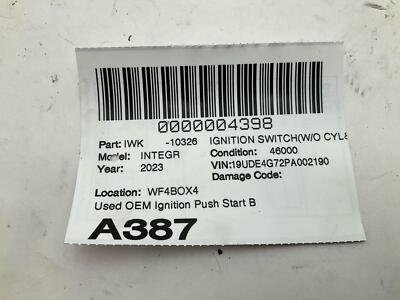 0000004398
Part: IWK -10326 IGNITION SWITCH(W/O CYL&
Model: INTEGR Condition: 46000
Year: 2023 VIN:19UDE4G72PA002190
Damage Code:
Location: WF4BOX4
Used OEM Ignition Push Start B
A387